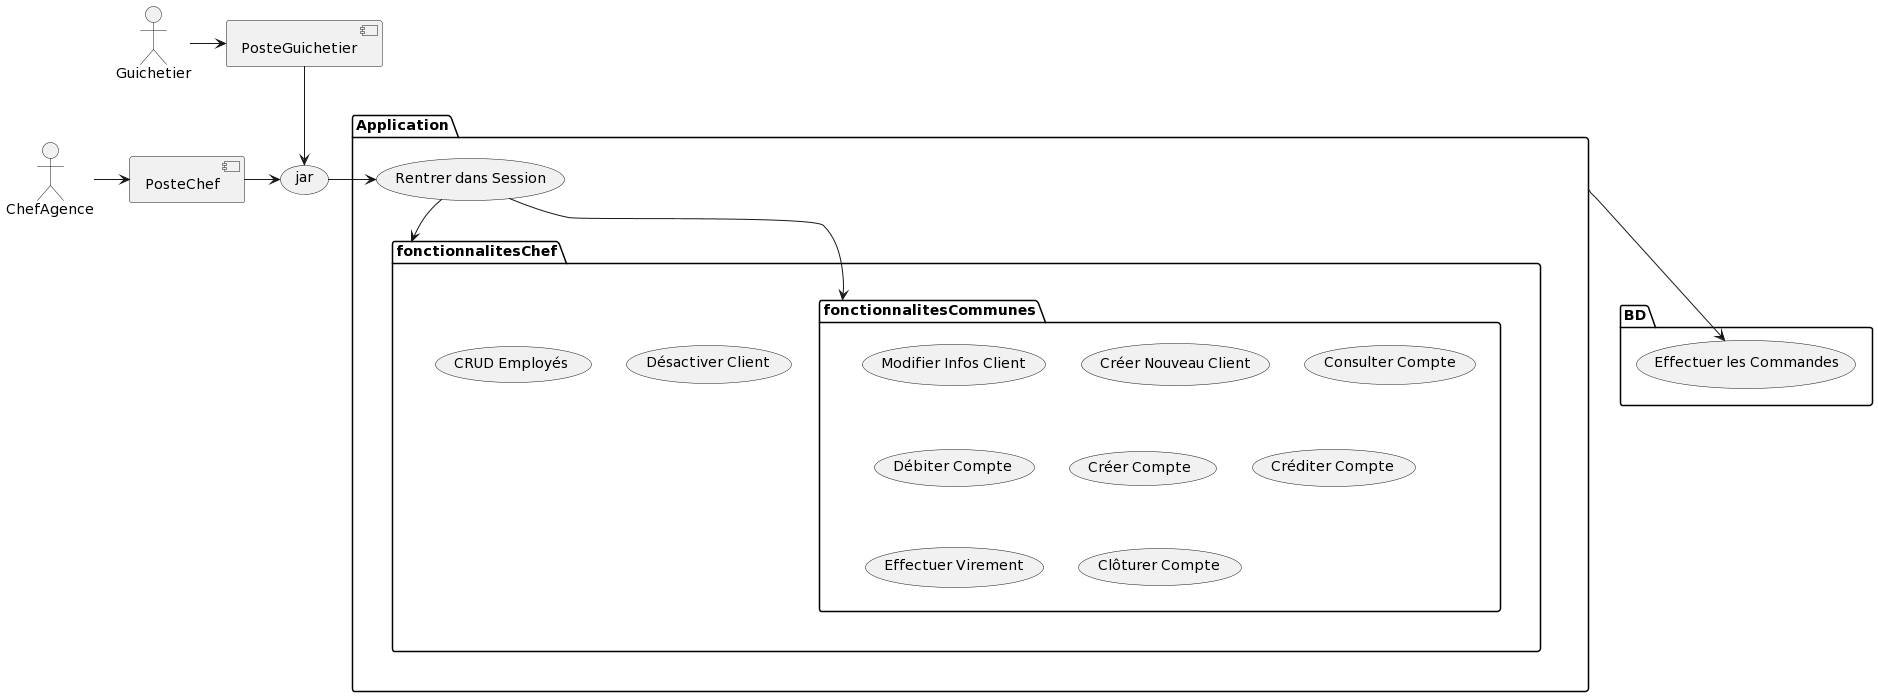 Guichetier
PosteGuichetier
ChefAgence
PosteChef
jar
Application
Rentrer dans Session
fonctionnalitesChef
CRUD Employés
Désactiver Client
fonctionnalitesCommunes
Modifier Infos Client
Créer Nouveau Client
Consulter Compte
Débiter Compte
Créer Compte
Créditer Compte
Effectuer Virement
Clôturer Compte
BD
Effectuer les Commandes